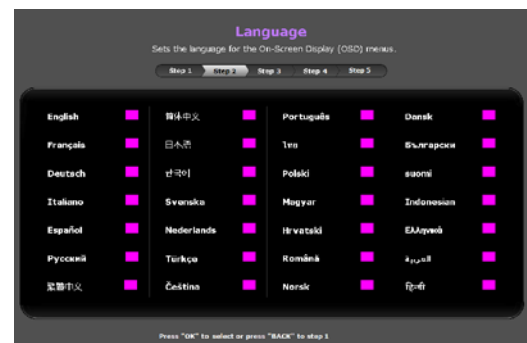 Language
Sets the language for the On-Screen Display (OSD) menus.
Step 1 Step 2 Step 3 Step 4 Step 5
English 简体中文 Português Dansk
Français 日本語 ไทย Български
Deutsch 한국어 Polski suomi
Italiano Svenska Magyar Indonesian
Español Nederlands Hrvatski Ελληνικά
Русский Türkçe Română العربية
繁體中文 Čeština Norsk हिन्दी
Press "OK" to select or press "BACK" to step 1